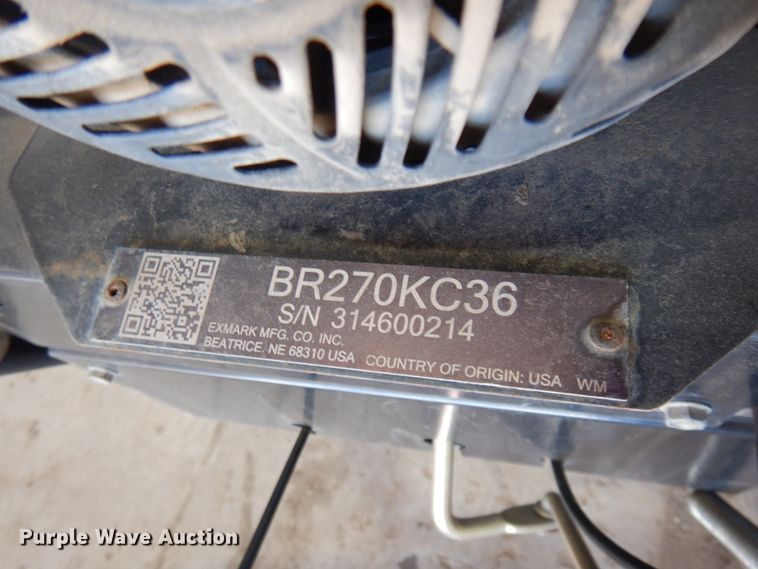 BR270KC36
S/N 314600214
EXMARK MFG. CO. INC.
BEATRICE. NE 68310 USA COUNTRY OF ORIGIN: USA WM
Purple Wave Auction